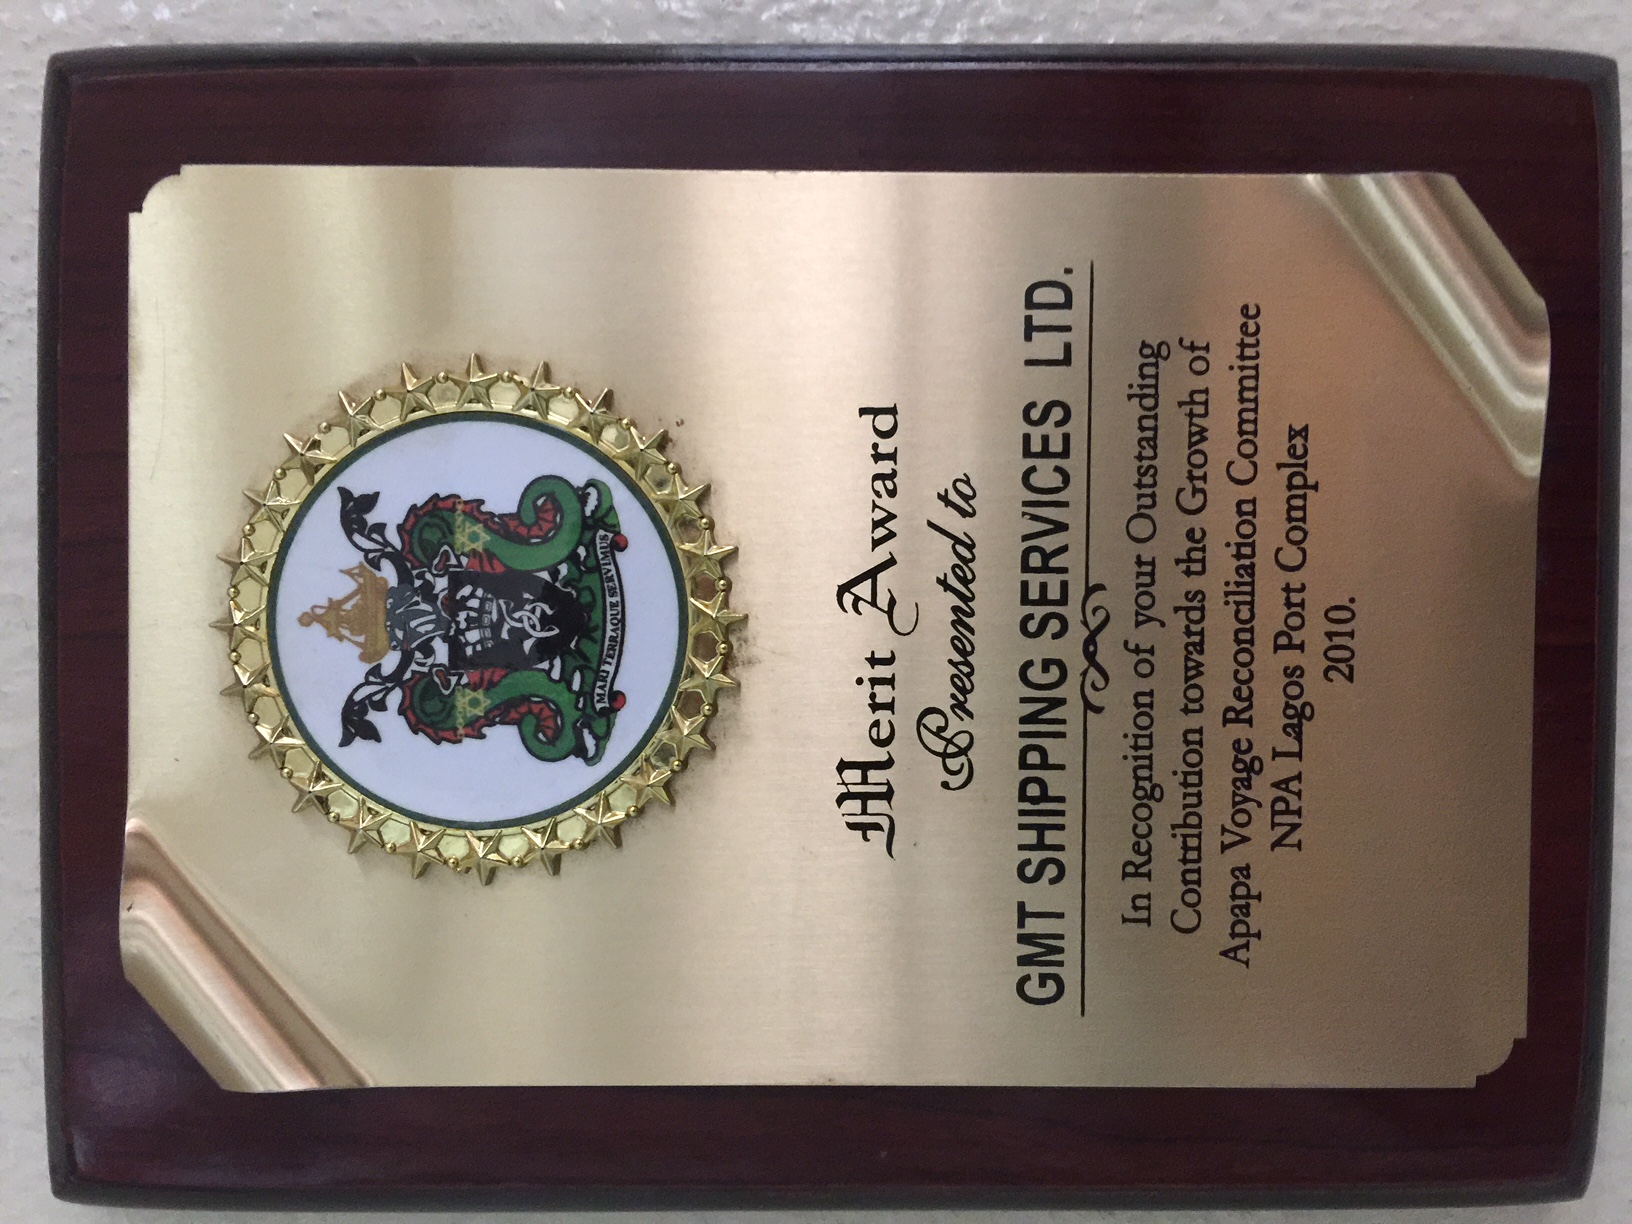 MARI TERRAQUE SERVIMUS
Merit Award
Presented to
GMT SHIPPING SERVICES LTD.
In Recognition of your Outstanding
Contribution towards the Growth of
Apapa Voyage Reconciliation Committee
NPA Lagos Port Complex
2010.